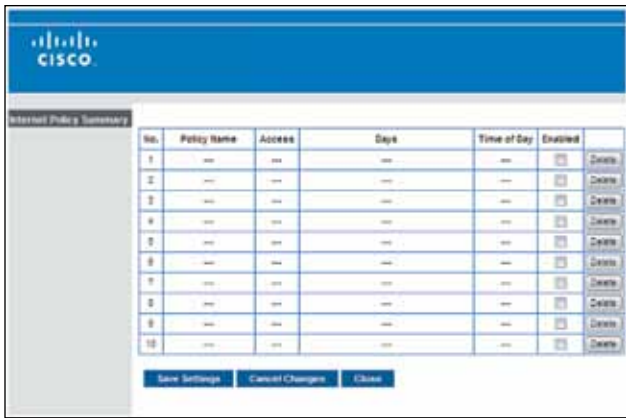 CISCO
Internet Policy Summary
No. Policy Name Access Days Time of Day Enabled
1 --- --- --- --- Delete
2 --- --- --- --- Delete
3 --- --- --- --- Delete
4 --- --- --- --- Delete
5 --- --- --- --- Delete
6 --- --- --- --- Delete
7 --- --- --- --- Delete
8 --- --- --- --- Delete
9 --- --- --- --- Delete
10 --- --- --- --- Delete
Save Settings Cancel Changes Close